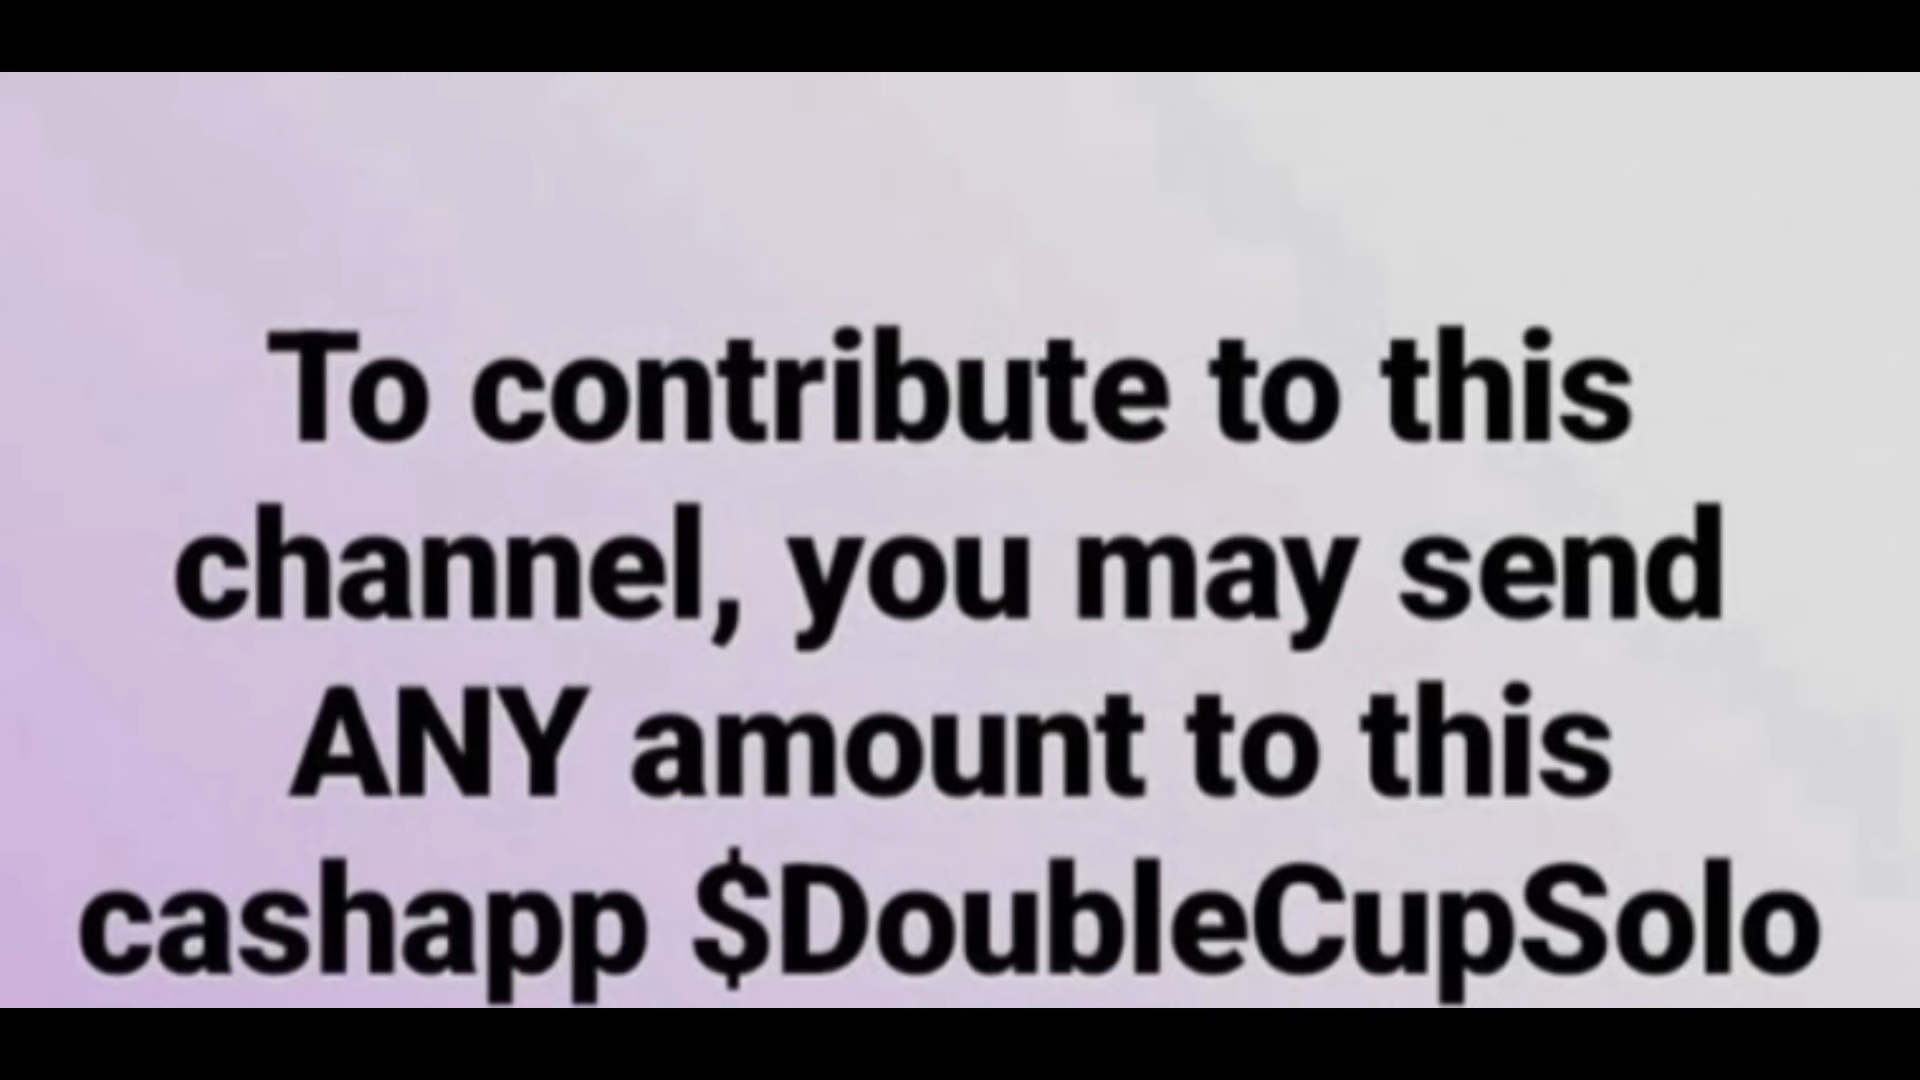 To contribute to this
channel, you may send
ANY amount to this
cashapp $DoubleCupSolo